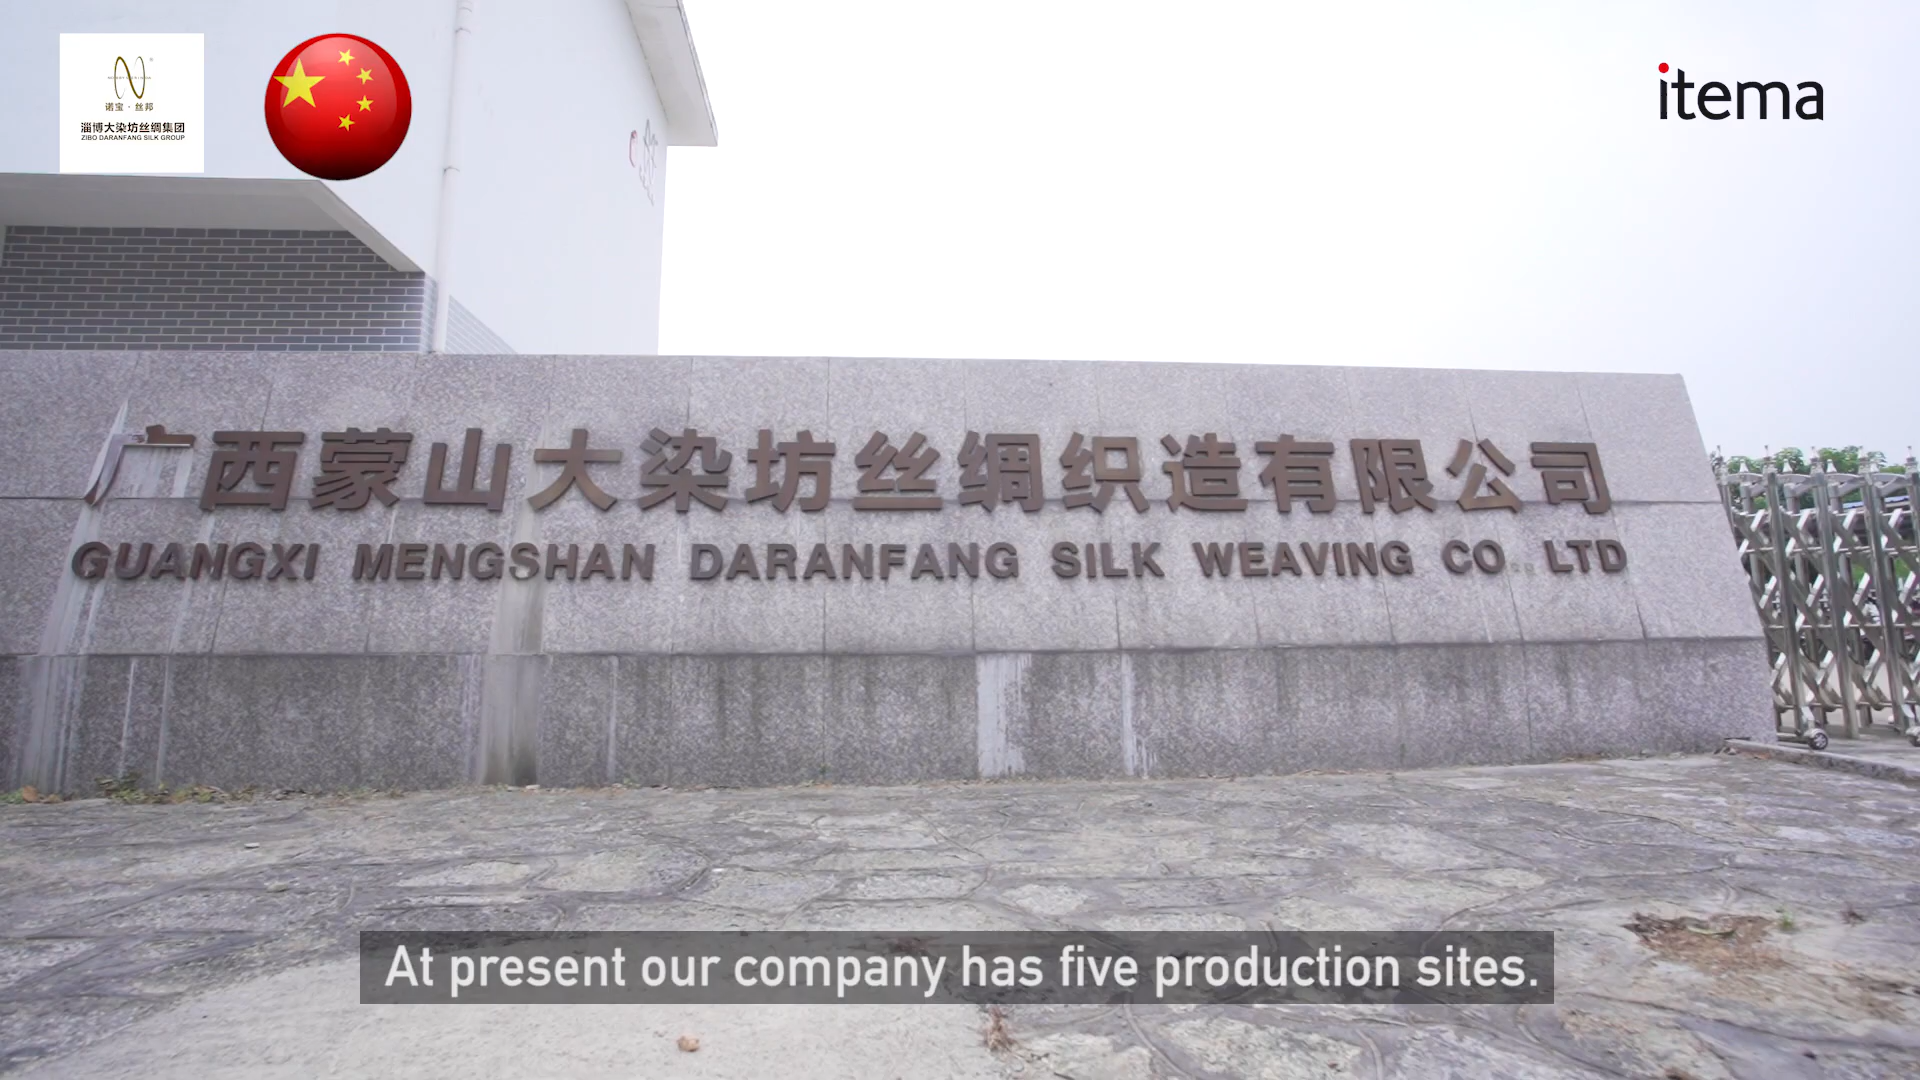 诺宝·丝邦
淄博大染坊丝绸集团
ZIBO DARANFANG SILK GROUP
itema
广西蒙山大染坊丝绸织造有限公司
GUANGXI MENGSHAN DARANFANG SILK WEAVING CO., LTD
At present our company has five production sites.